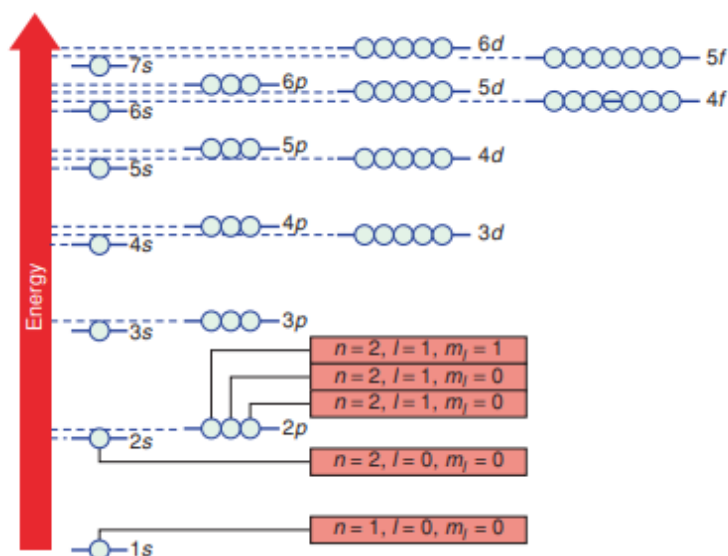 6d
7s
5f
6p
5d
6s
4f
5p
5s
4d
4p
4s
3d
Energy
3s
3p
n = 2, l = 1, ml = 1
n = 2, l = 1, ml = 0
n = 2, l = 1, ml = 0
2s
2p
n = 2, l = 0, ml = 0
n = 1, l = 0, ml = 0
1s